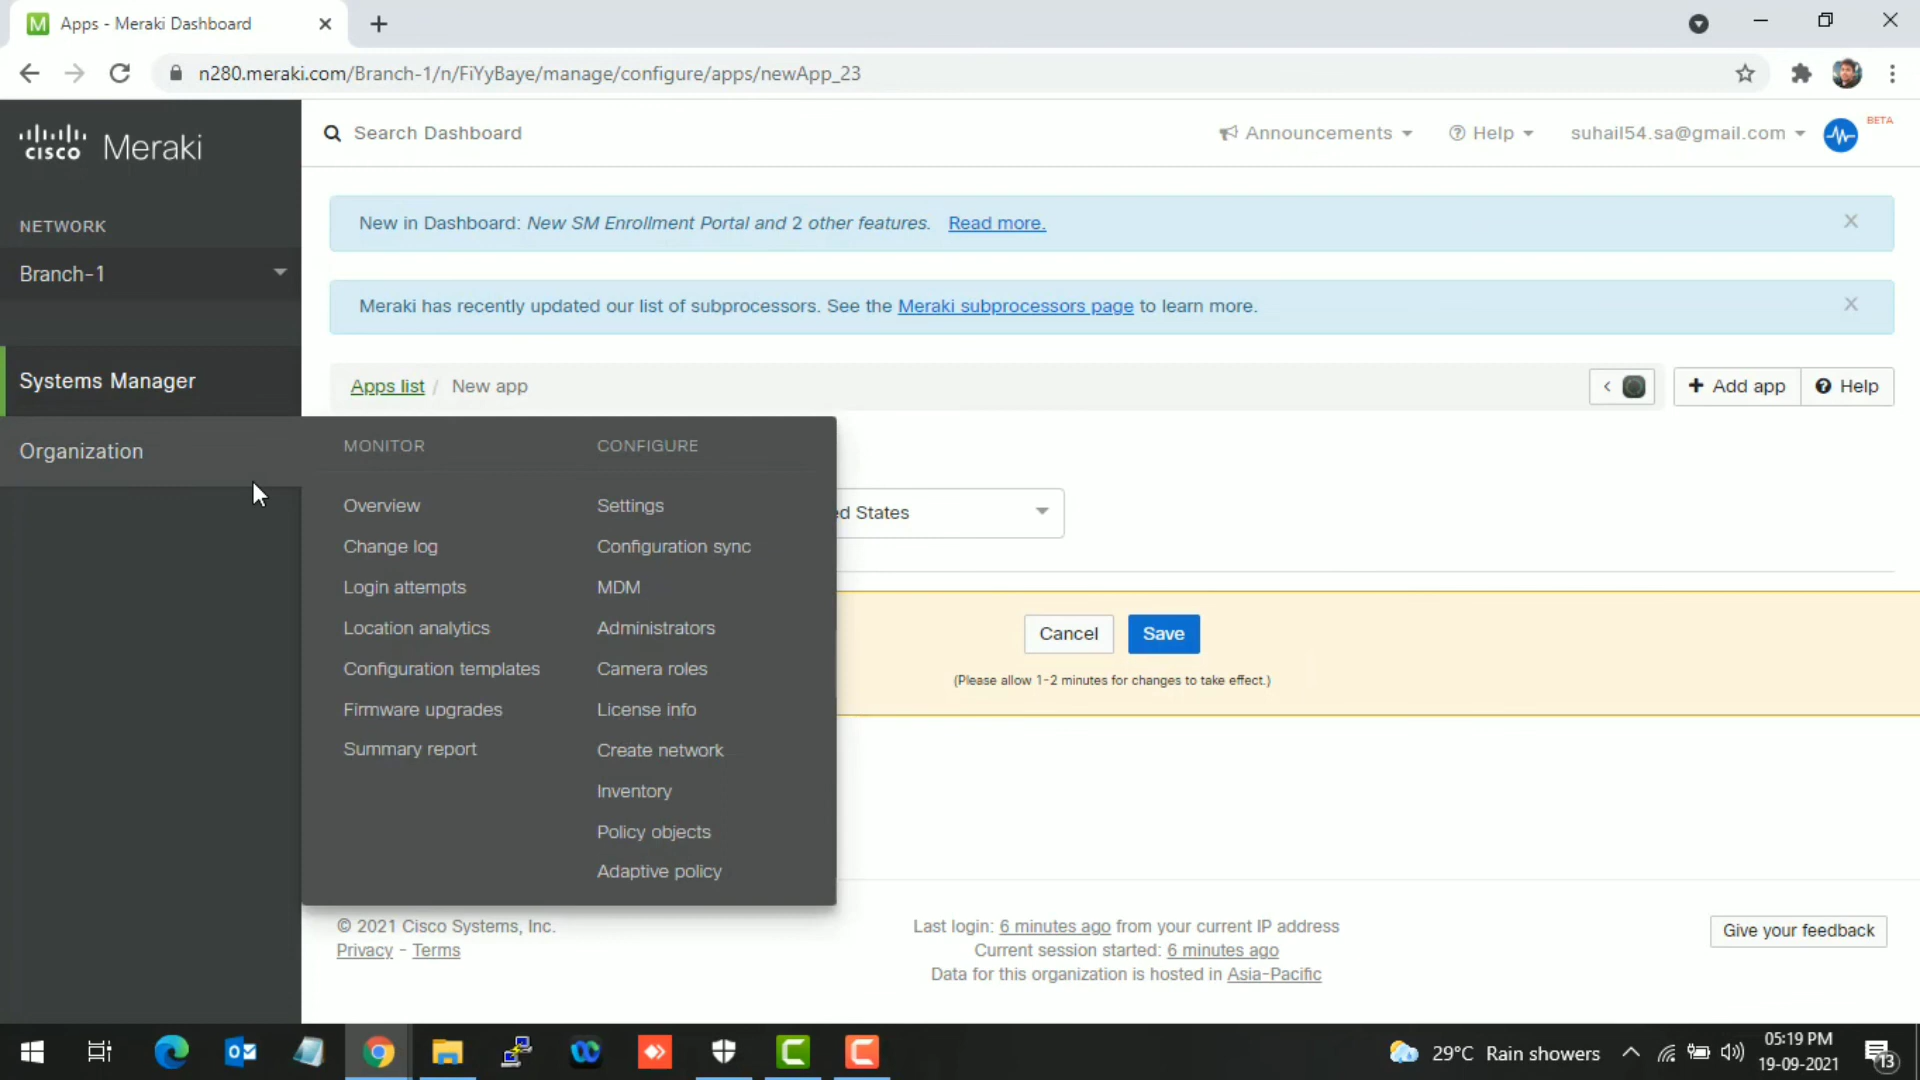 Apps - Meraki Dashboard
n280.meraki.com/Branch-1/n/FiYyBaye/manage/configure/apps/newApp_23
CISCO Meraki
Search Dashboard
Announcements
Help
suhail54.sa@gmail.com
BETA
NETWORK
Branch-1
Systems Manager
Organization
New in Dashboard: New SM Enrollment Portal and 2 other features. Read more.
Meraki has recently updated our list of subprocessors. See the Meraki subprocessors page to learn more.
Apps list / New app
+ Add app
Help
MONITOR
Overview
Change log
Login attempts
Location analytics
Configuration templates
Firmware upgrades
Summary report
CONFIGURE
Settings
Configuration sync
MDM
Administrators
Camera roles
License info
Create network
Inventory
Policy objects
Adaptive policy
ed States
Cancel
Save
(Please allow 1-2 minutes for changes to take effect.)
© 2021 Cisco Systems, Inc.
Privacy - Terms
Last login: 6 minutes ago from your current IP address
Current session started: 6 minutes ago
Data for this organization is hosted in Asia-Pacific
Give your feedback
29°C Rain showers
05:19 PM
19-09-2021
13